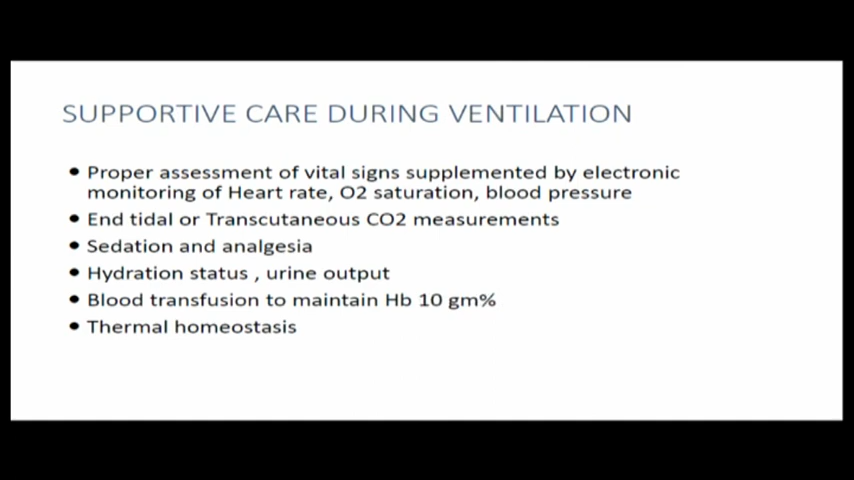 SUPPORTIVE CARE DURING VENTILATION
• Proper assessment of vital signs supplemented by electronic
monitoring of Heart rate, O2 saturation, blood pressure
• End tidal or Transcutaneous CO2 measurements
• Sedation and analgesia
• Hydration status , urine output
• Blood transfusion to maintain Hb 10 gm%
• Thermal homeostasis